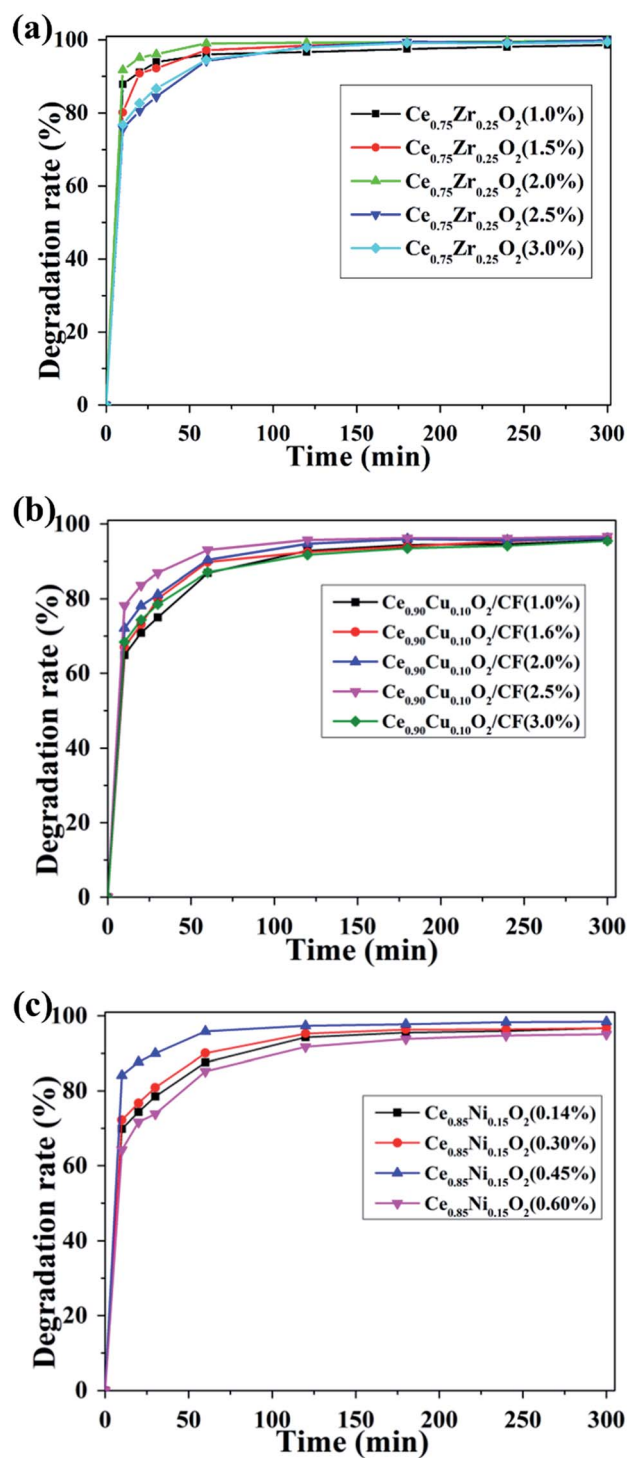 (a)
100
80
60
40
20
0
Degradation rate (%)
Ce0.75Zr0.25O2(1.0%)
Ce0.75Zr0.25O2(1.5%)
Ce0.75Zr0.25O2(2.0%)
Ce0.75Zr0.25O2(2.5%)
Ce0.75Zr0.25O2(3.0%)
0 50 100 150 200 250 300
Time (min)
(b)
100
80
60
40
20
0
Degradation rate (%)
Ce0.90Cu0.10O2/CF(1.0%)
Ce0.90Cu0.10O2/CF(1.6%)
Ce0.90Cu0.10O2/CF(2.0%)
Ce0.90Cu0.10O2/CF(2.5%)
Ce0.90Cu0.10O2/CF(3.0%)
0 50 100 150 200 250 300
Time (min)
(c)
100
80
60
40
20
0
Degradation rate (%)
Ce0.85Ni0.15O2(0.14%)
Ce0.85Ni0.15O2(0.30%)
Ce0.85Ni0.15O2(0.45%)
Ce0.85Ni0.15O2(0.60%)
0 50 100 150 200 250 300
Time (min)